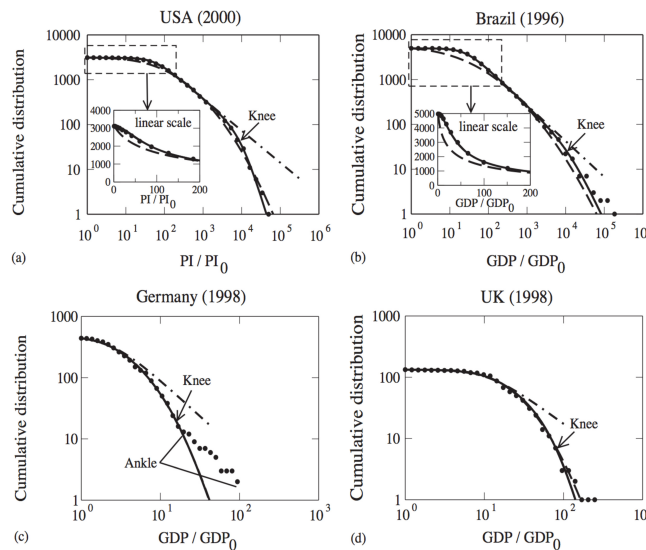 USA (2000)
Cumulative distribution
10000
1000
100
10
1
Knee
4000
3000
2000
1000
0
linear scale
0
100
200
PI / PI0
10^0 10^1 10^2 10^3 10^4 10^5 10^6
PI / PI0
(a)
Brazil (1996)
Cumulative distribution
10000
1000
100
10
1
Knee
5000
4000
3000
2000
1000
0
linear scale
0
100
200
GDP / GDP0
10^0 10^1 10^2 10^3 10^4 10^5 10^6
GDP / GDP0
(b)
Germany (1998)
Cumulative distribution
1000
100
10
1
Knee
Ankle
10^0 10^1 10^2 10^3
GDP / GDP0
(c)
UK (1998)
Cumulative distribution
1000
100
10
1
Knee
10^0 10^1 10^2 10^3
GDP / GDP0
(d)